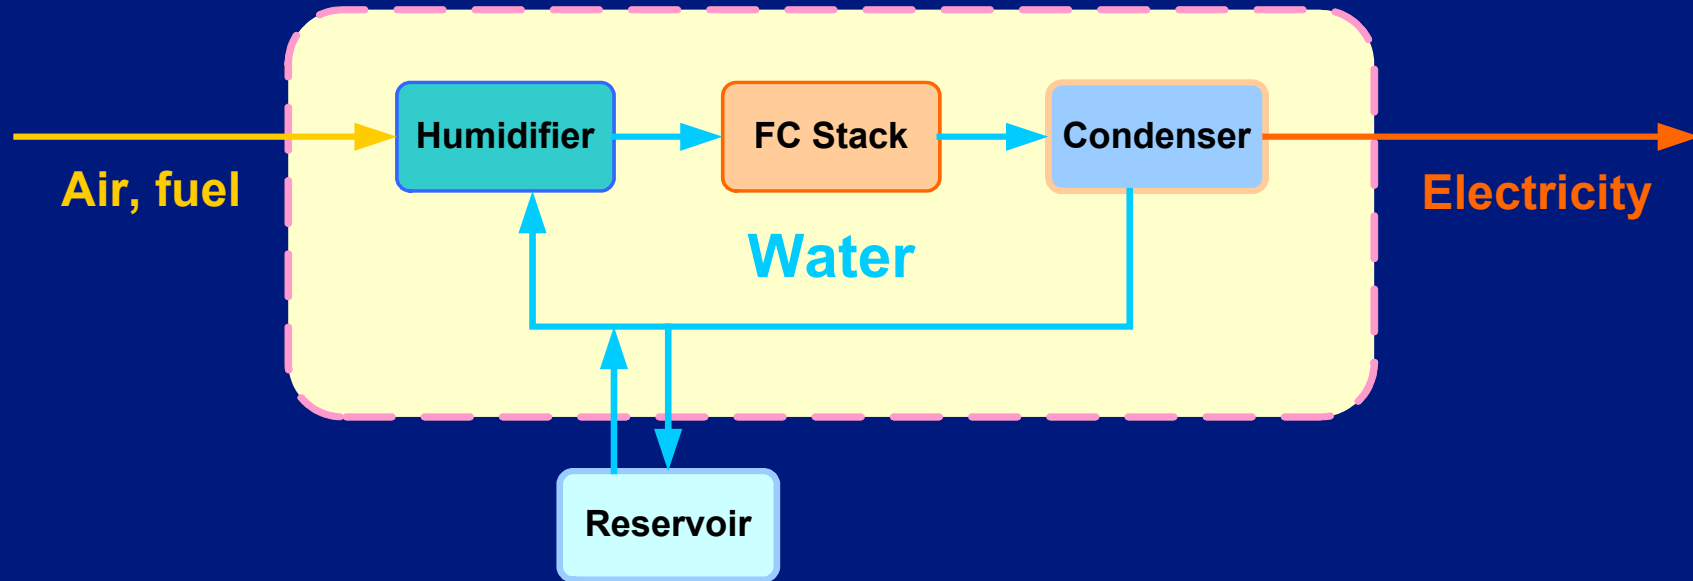 Humidifier
FC Stack
Condenser
Air, fuel
Electricity
Water
Reservoir